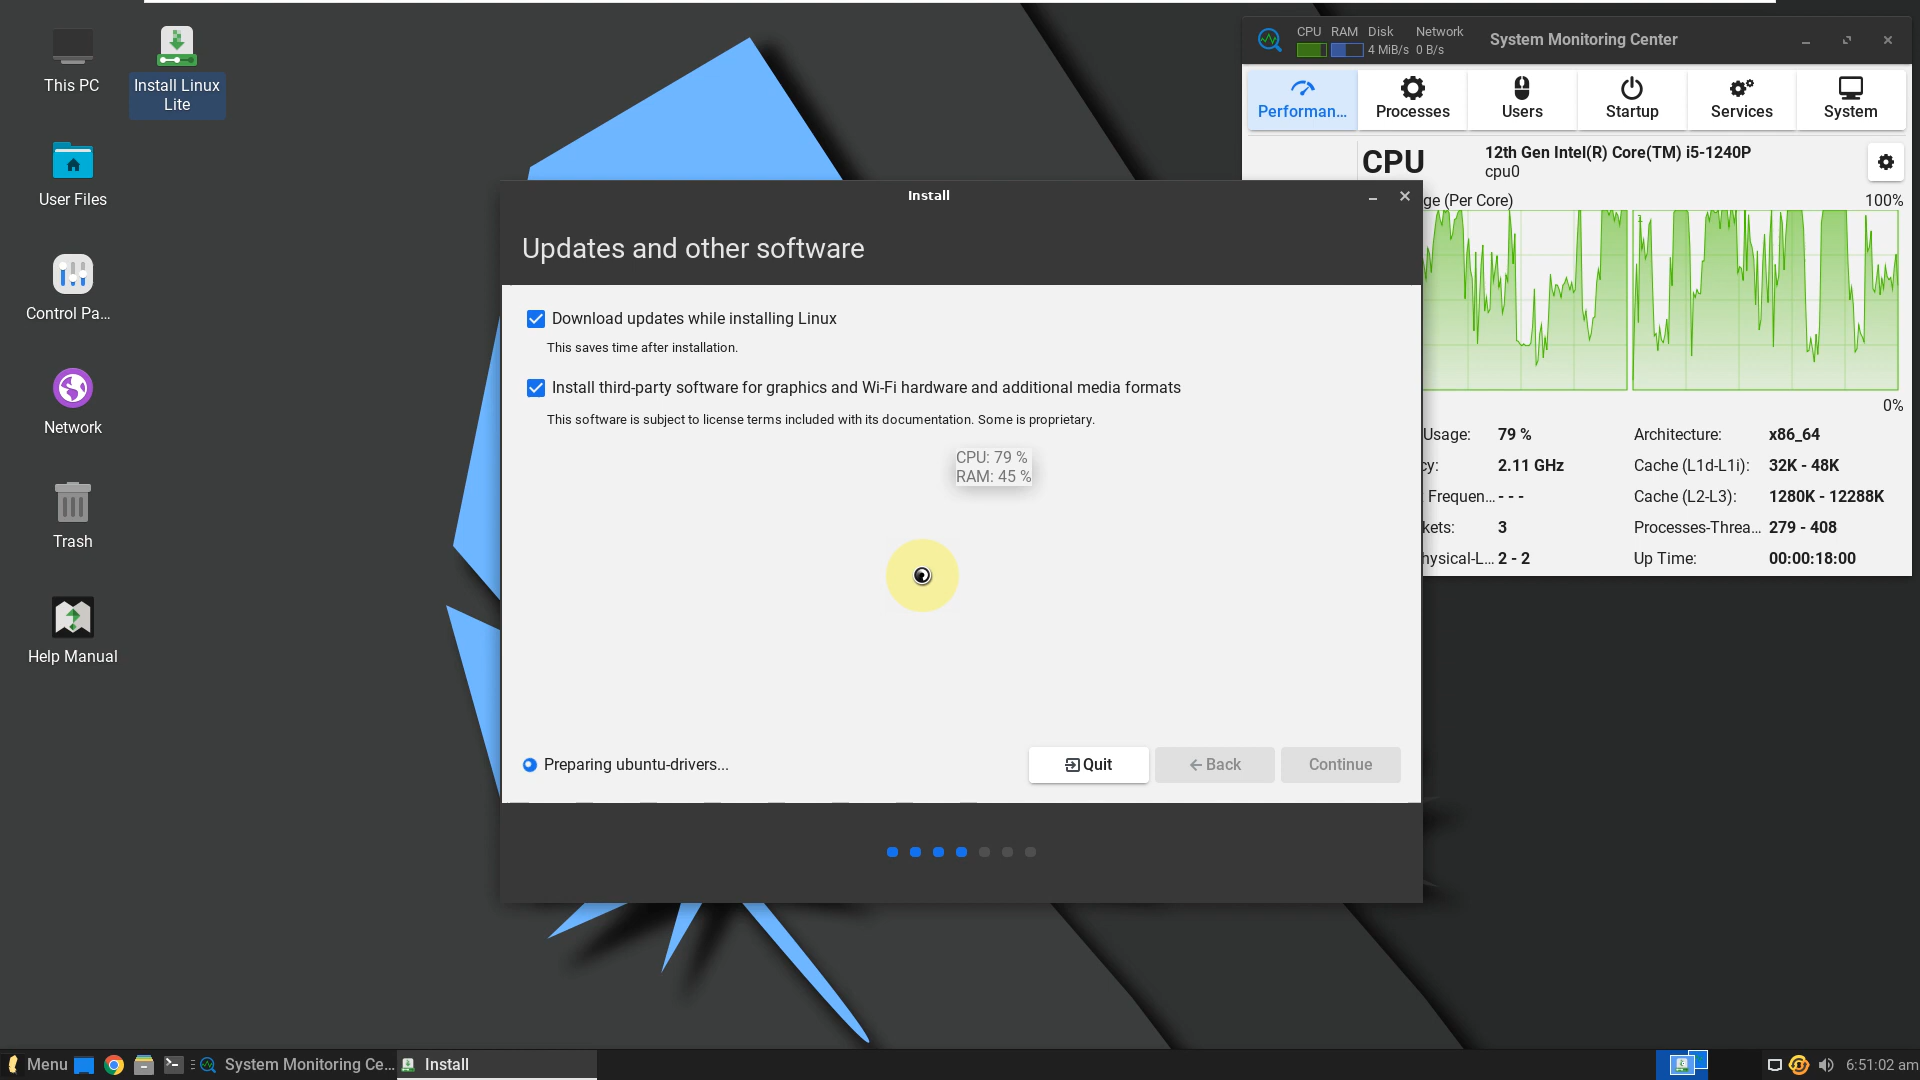 This PC
Install Linux
Lite
User Files
Control Pa...
Network
Trash
Help Manual
CPU RAM Disk Network
4 MiB/s 0 B/s
System Monitoring Center
Performan...
Processes
Users
Startup
Services
System
CPU
12th Gen Intel(R) Core(TM) i5-1240P
cpu0
ge (Per Core)
100%
1
0%
Usage: 79 %
Architecture: x86_64
cy: 2.11 GHz
Cache (L1d-L1i): 32K - 48K
Frequen... - - -
Cache (L2-L3): 1280K - 12288K
kets: 3
Processes-Threa... 279 - 408
hysical-L... 2 - 2
Up Time: 00:00:18:00
Install
Updates and other software
Download updates while installing Linux
This saves time after installation.
Install third-party software for graphics and Wi-Fi hardware and additional media formats
This software is subject to license terms included with its documentation. Some is proprietary.
CPU: 79 %
RAM: 45 %
Preparing ubuntu-drivers...
Quit
Back
Continue
Menu
System Monitoring Ce...
Install
6:51:02 am